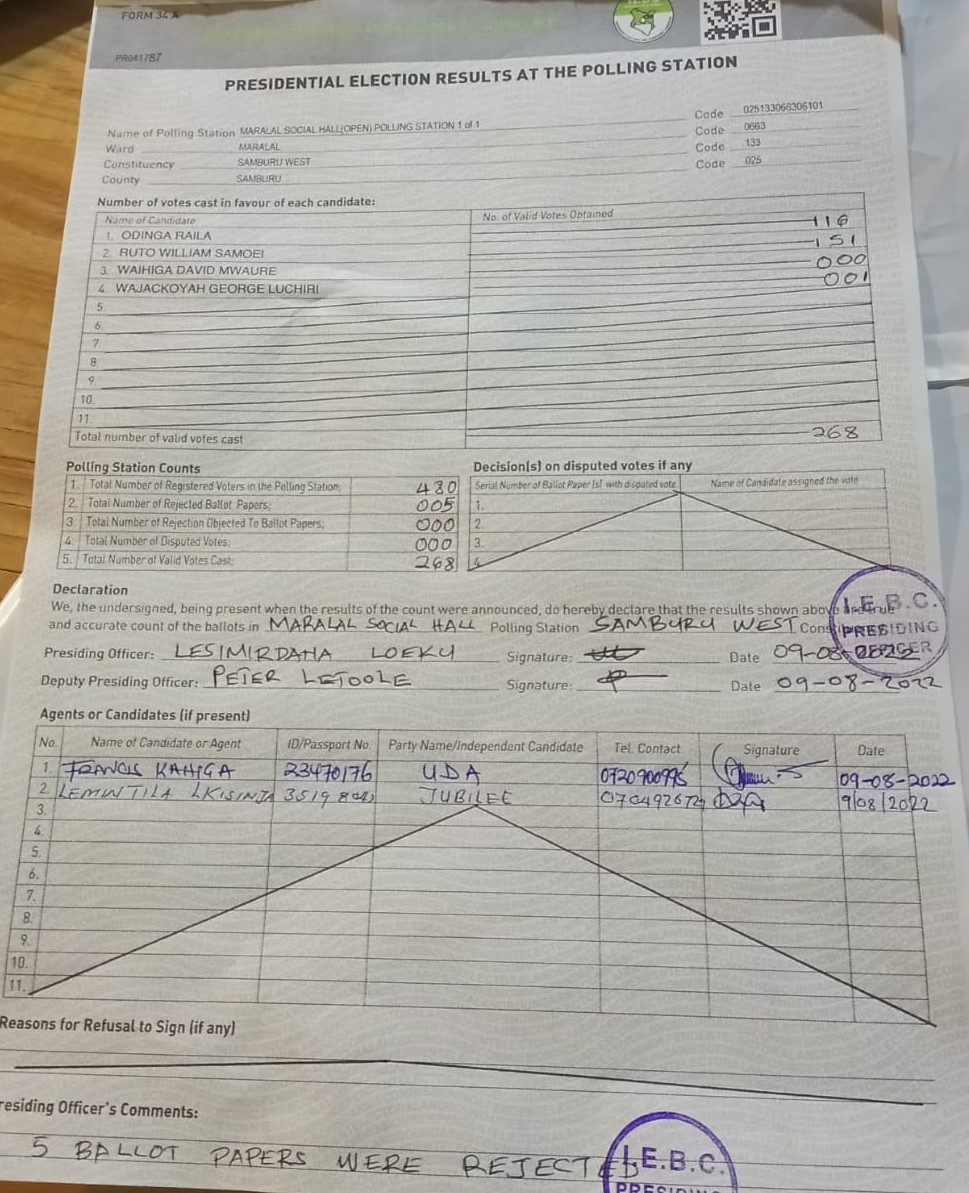 FORM 34 A
PR041787
PRESIDENTIAL ELECTION RESULTS AT THE POLLING STATION
Name of Polling Station MARALAL SOCIAL HALL(OPEN) POLLING STATION 1 of 1 Code 025133066306101
Ward MARALAL Code 0663
Constituency SAMBURU WEST Code 133
County SAMBURU Code 025
Number of votes cast in favour of each candidate:
Name of Candidate No. of Valid Votes Obtained
1. ODINGA RAILA 116
2. RUTO WILLIAM SAMOEI 151
3. WAIHIGA DAVID MWAURE 000
4. WAJACKOYAH GEORGE LUCHIRI 001
5.
6.
7.
8
9.
10.
11.
Total number of valid votes cast 268
Polling Station Counts Decision(s) on disputed votes if any
Serial Number of Ballot Paper (s) with disputed vote Name of Candidate assigned the vote
1. Total Number of Registered Voters in the Polling Station; 480
2. Total Number of Rejected Ballot Papers; 005 1.
3. Total Number of Rejection Objected To Ballot Papers; 000 2.
4. Total Number of Disputed Votes; 000 3.
5. Total Number of Valid Votes Cast; 268 4.
Declaration
We, the undersigned, being present when the results of the count were announced, do hereby declare that the results shown above are true
and accurate count of the ballots in MARALAL SOCIAL HALL Polling Station SAMBURU WEST
I.E.B.C.
PRESIDING
Presiding Officer: LESIMIRDANA LOEKU Signature: Date
Deputy Presiding Officer: PETER LETOOLE Signature: Date 09-08-2022
Agents or Candidates (if present)
No. Name of Candidate or Agent ID/Passport No. Party Name/Independent Candidate Tel. Contact Signature Date
1. FRANCIS KAHIGA 23470176 UDA 09-08-2022
2. JUBILEE 9/08/2022
3.
4.
5.
6.
7.
8.
9.
10.
11.
Reasons for Refusal to Sign (if any)
residing Officer's Comments:
5 BALLOT PAPERS WERE REJECTED
I.E.B.C.